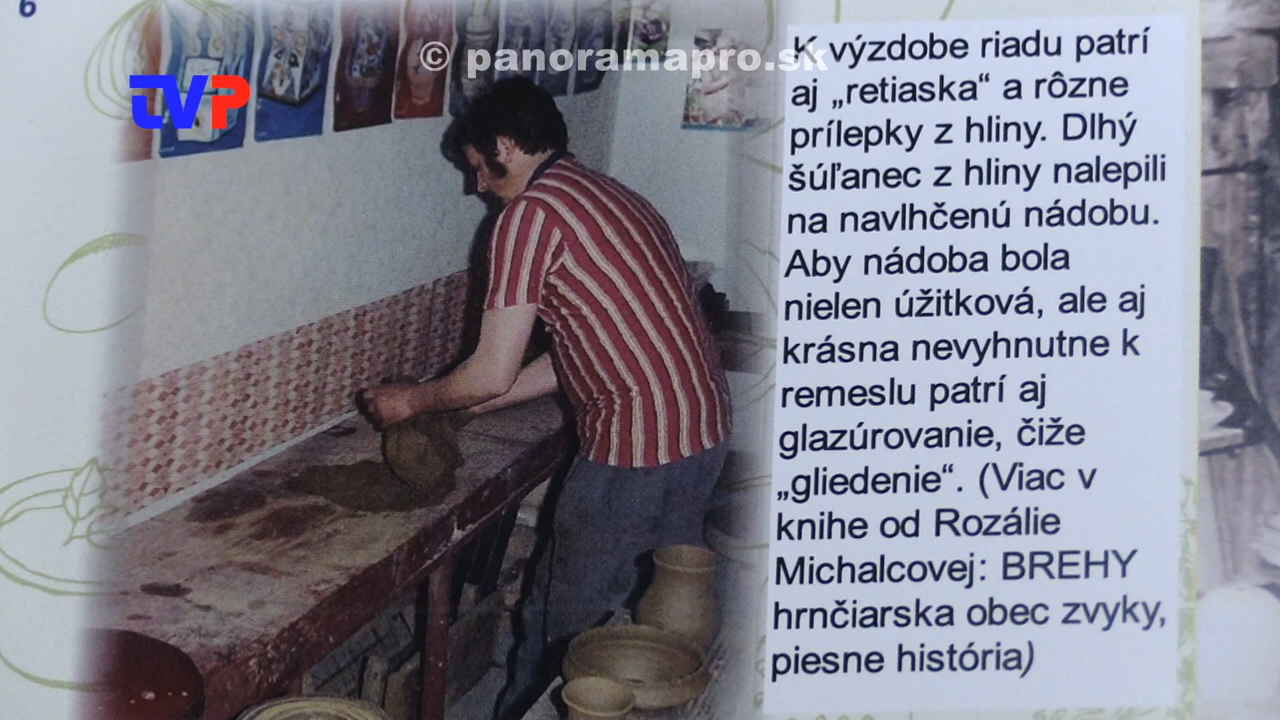 6
© panoramapro.sk
TVP
K výzdobe riadu patrí
aj „retiaska“ a rôzne
prílepky z hliny. Dlhý
šúľanec z hliny nalepili
na navlhčenú nádobu.
Aby nádoba bola
nielen úžitková, ale aj
krásna nevyhnutne k
remeslu patrí aj
glazúrovanie, čiže
„gliedenie“. (Viac v
knihe od Rozálie
Michalcovej: BREHY
hrnčiarska obec zvyky,
piesne história)